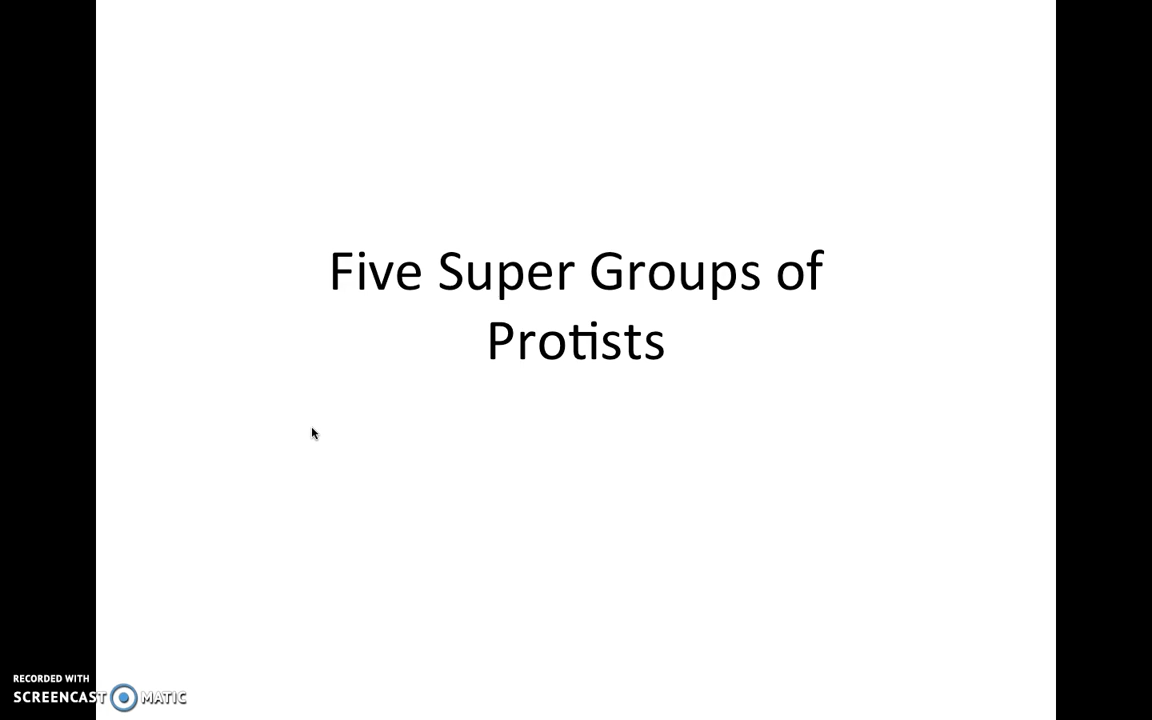 Five Super Groups of
Protists
RECORDED WITH
SCREENCAST MATIC